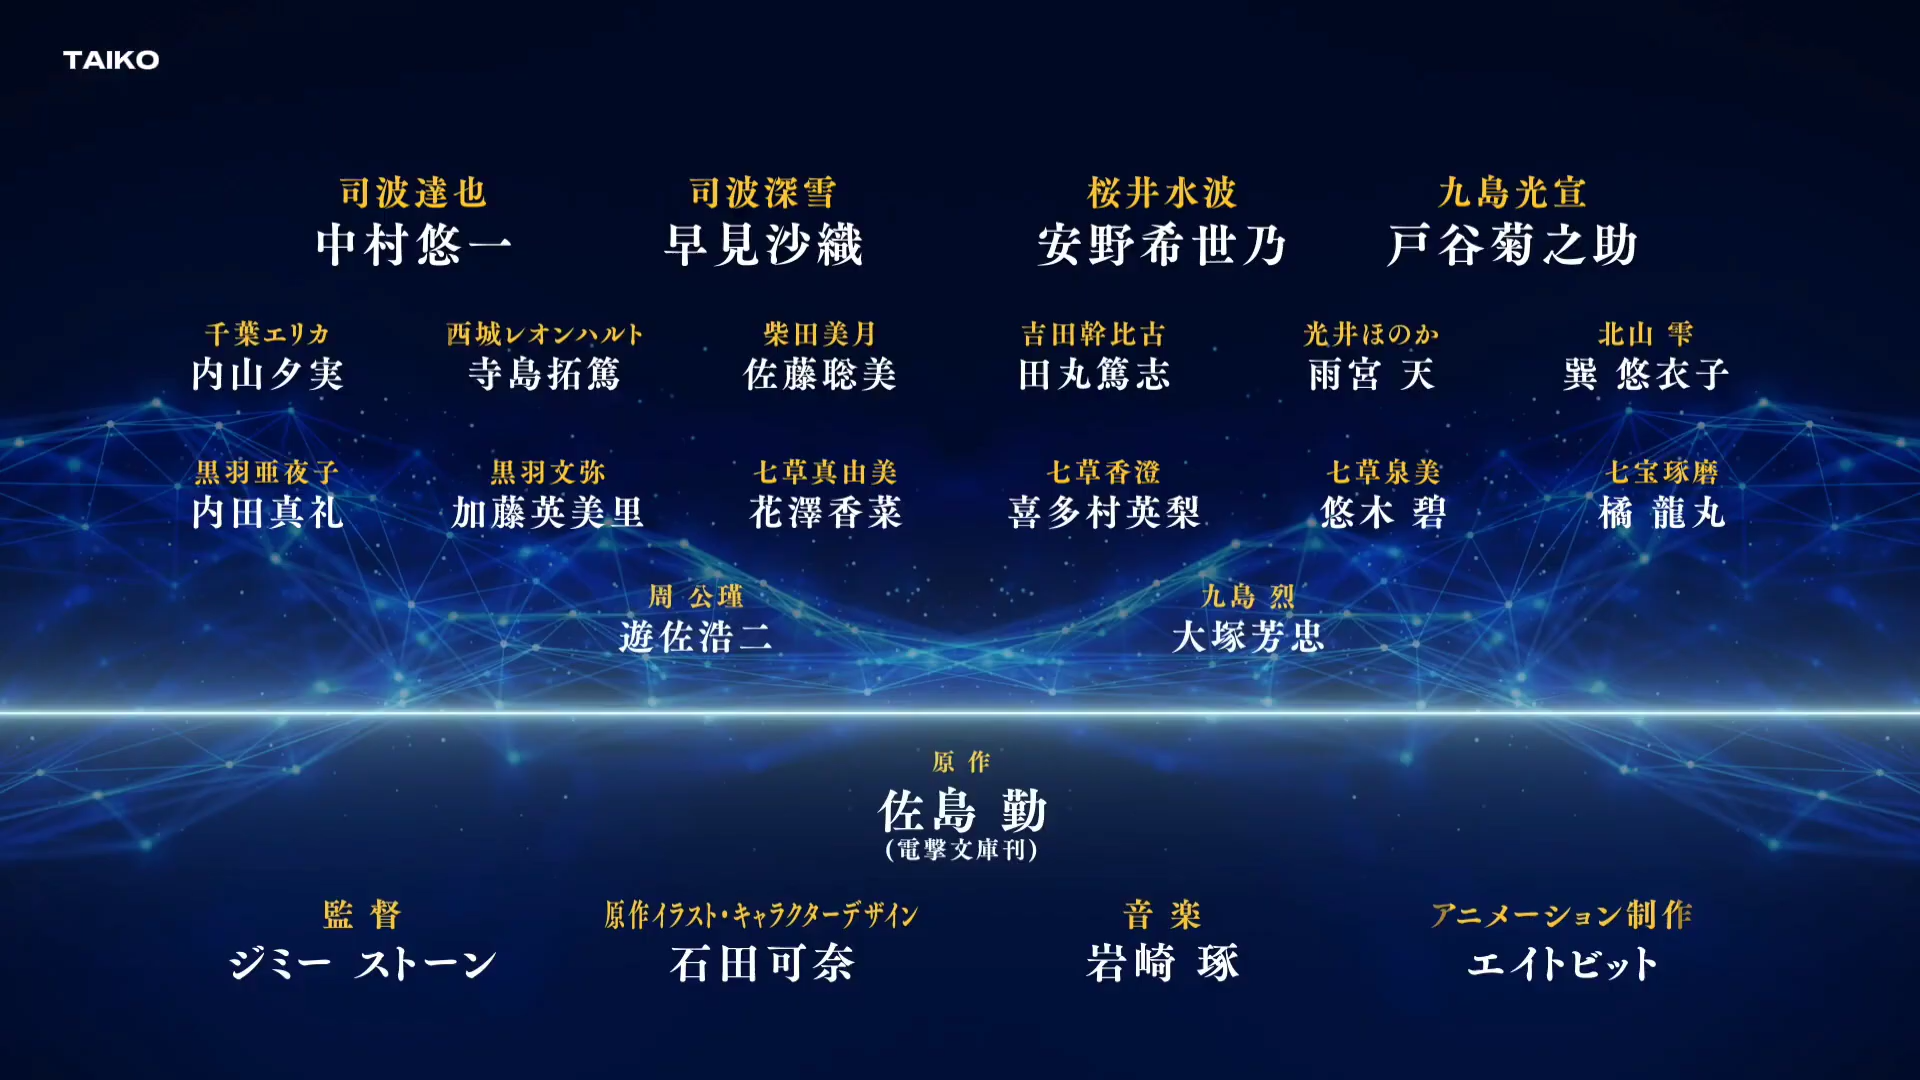 TAIKO
司波達也 司波深雪 桜井水波 九島光宣
中村悠一 早見沙織 安野希世乃 戸谷菊之助
千葉エリカ 西城レオンハルト 柴田美月 吉田幹比古 光井ほのか 北山 雫
内山夕実 寺島拓篤 佐藤聡美 田丸篤志 雨宮 天 巽 悠衣子
黒羽亜夜子 黒羽文弥 七草真由美 七草香澄 七草泉美 七宝琢磨
内田真礼 加藤英美里 花澤香菜 喜多村英梨 悠木 碧 橘 龍丸
周 公瑾 九島 烈
遊佐浩二 大塚芳忠
原 作
佐島 勤
(電撃文庫刊)
監 督 原作イラスト・キャラクターデザイン 音 楽 アニメーション制作
ジミー ストーン 石田可奈 岩崎 琢 エイトビット